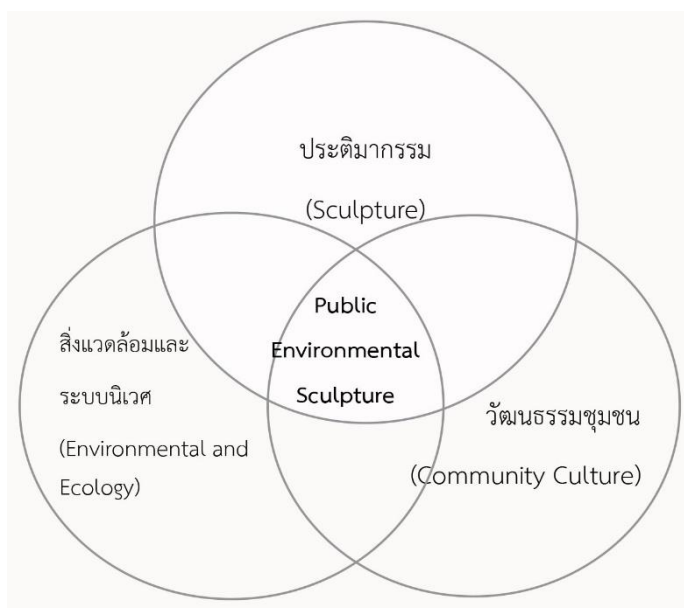 ประติมากรรม
(Sculpture)
Public
Environmental
Sculpture
สิ่งแวดล้อมและ
ระบบนิเวศ
(Environmental and
Ecology)
วัฒนธรรมชุมชน
(Community Culture)